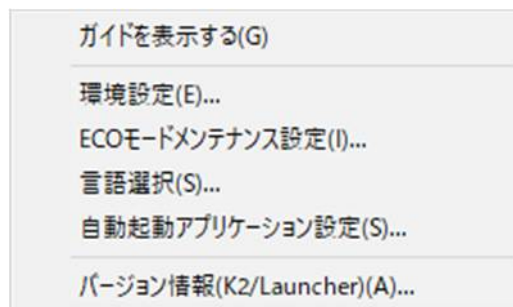 ガイドを表示する(G)
環境設定(E)...
ECOモードメンテナンス設定(I)...
言語選択(S)...
自動起動アプリケーション設定(S)...
バージョン情報(K2/Launcher)(A)...